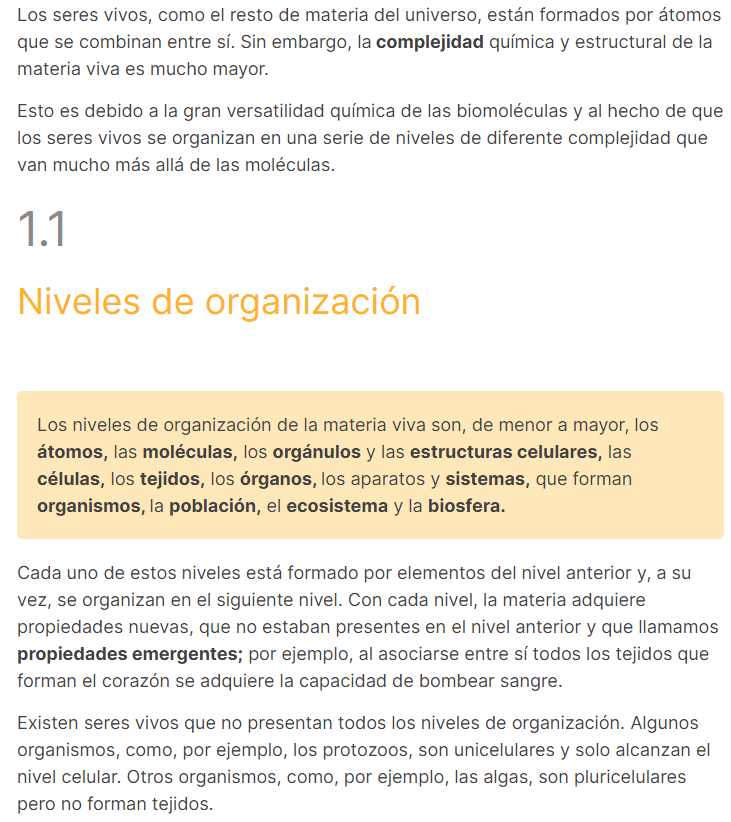 Los seres vivos, como el resto de materia del universo, están formados por átomos
que se combinan entre sí. Sin embargo, la complejidad química y estructural de la
materia viva es mucho mayor.
Esto es debido a la gran versatilidad química de las biomoléculas y al hecho de que
los seres vivos se organizan en una serie de niveles de diferente complejidad que
van mucho más allá de las moléculas.
1.1
Niveles de organización
Los niveles de organización de la materia viva son, de menor a mayor, los
átomos, las moléculas, los orgánulos y las estructuras celulares, las
células, los tejidos, los órganos, los aparatos y sistemas, que forman
organismos, la población, el ecosistema y la biosfera.
Cada uno de estos niveles está formado por elementos del nivel anterior y, a su
vez, se organizan en el siguiente nivel. Con cada nivel, la materia adquiere
propiedades nuevas, que no estaban presentes en el nivel anterior y que llamamos
propiedades emergentes; por ejemplo, al asociarse entre sí todos los tejidos que
forman el corazón se adquiere la capacidad de bombear sangre.
Existen seres vivos que no presentan todos los niveles de organización. Algunos
organismos, como, por ejemplo, los protozoos, son unicelulares y solo alcanzan el
nivel celular. Otros organismos, como, por ejemplo, las algas, son pluricelulares
pero no forman tejidos.